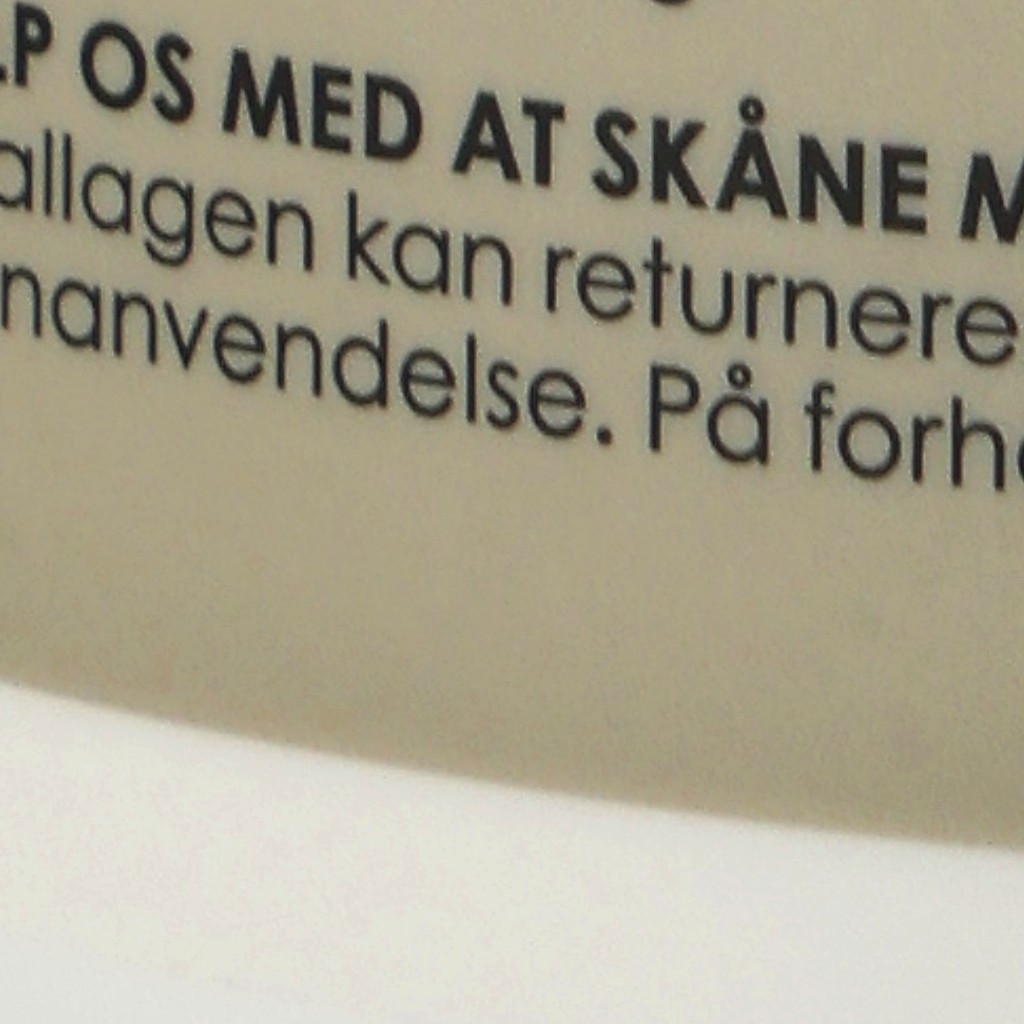 OS MED AT SKÅNE
allagen kan returnere
nanvendelse. På